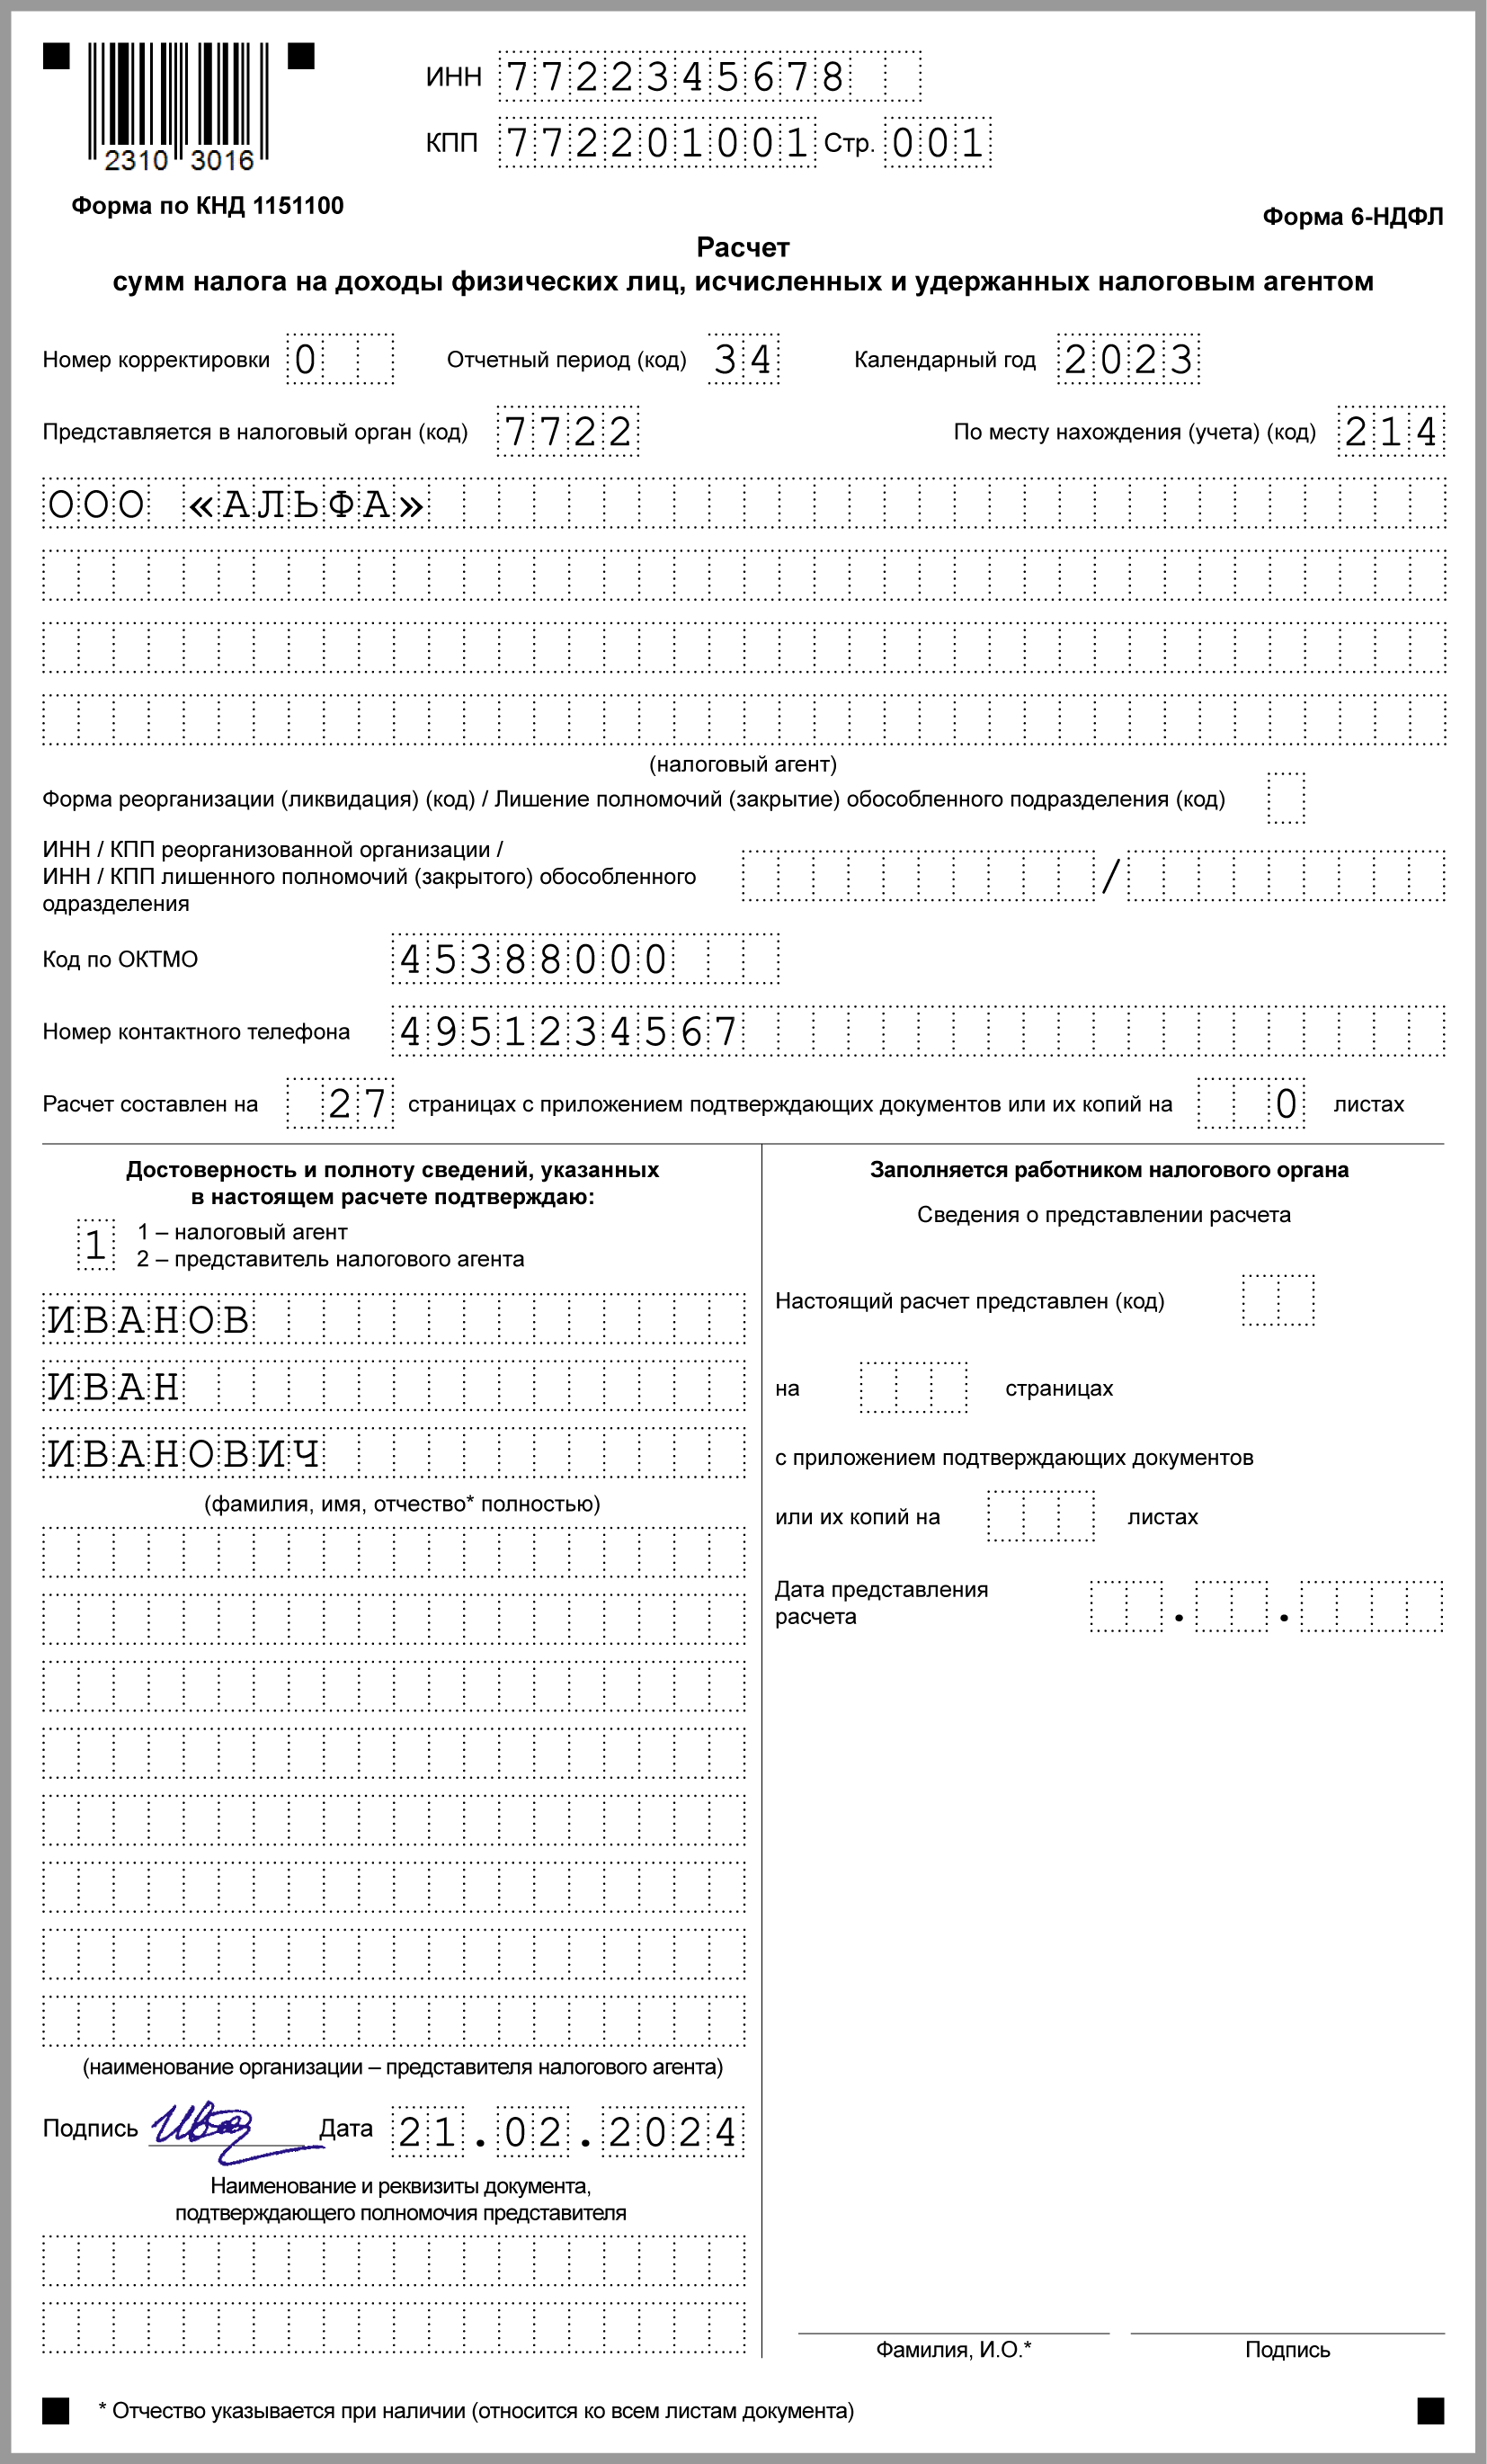 ИНН 7722345678
КПП 772201001 Стр. 001
2310 3016
Форма по КНД 1151100
Форма 6-НДФЛ
Расчет
сумм налога на доходы физических лиц, исчисленных и удержанных налоговым агентом
Номер корректировки 0 Отчетный период (код) 34 Календарный год 2023
Представляется в налоговый орган (код) 7722 По месту нахождения (учета) (код) 214
ООО «АЛЬФА»
(налоговый агент)
Форма реорганизации (ликвидация) (код) / Лишение полномочий (закрытие) обособленного подразделения (код)
ИНН / КПП реорганизованной организации /
ИНН / КПП лишенного полномочий (закрытого) обособленного
одразделения
/
Код по ОКТМО 45388000
Номер контактного телефона 4951234567
Расчет составлен на 27 страницах с приложением подтверждающих документов или их копий на 0 листах
Достоверность и полноту сведений, указанных
в настоящем расчете подтверждаю:
1 1 – налоговый агент
2 – представитель налогового агента
ИВАНОВ
ИВАН
ИВАНОВИЧ
(фамилия, имя, отчество* полностью)
(наименование организации – представителя налогового агента)
Подпись Дата 21.02.2024
Наименование и реквизиты документа,
подтверждающего полномочия представителя
Заполняется работником налогового органа
Сведения о представлении расчета
Настоящий расчет представлен (код)
на страницах
с приложением подтверждающих документов
или их копий на листах
Дата представления
расчета . .
Фамилия, И.О.* Подпись
* Отчество указывается при наличии (относится ко всем листам документа)